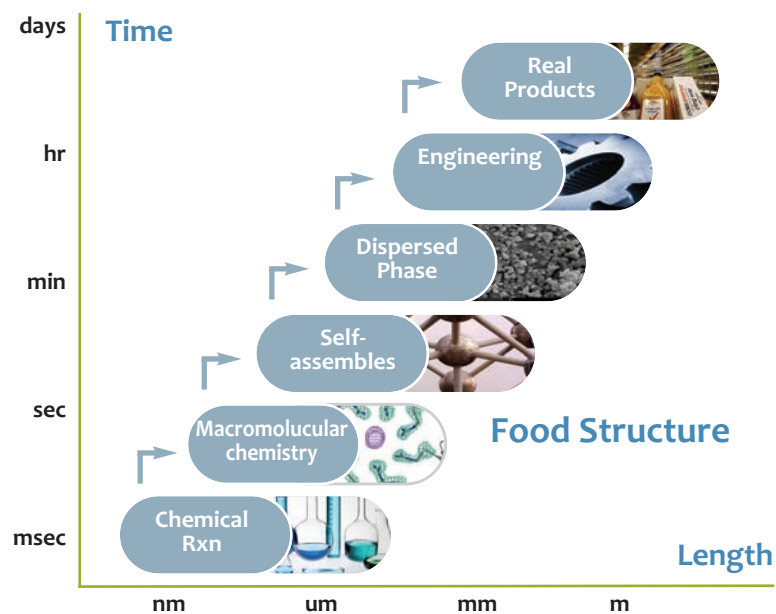 days
Time
Real
Products
hr
Engineering
Dispersed
Phase
min
Self-
assembles
sec
Macromolucular
chemistry
Food Structure
Chemical
Rxn
msec
Length
nm
um
mm
m